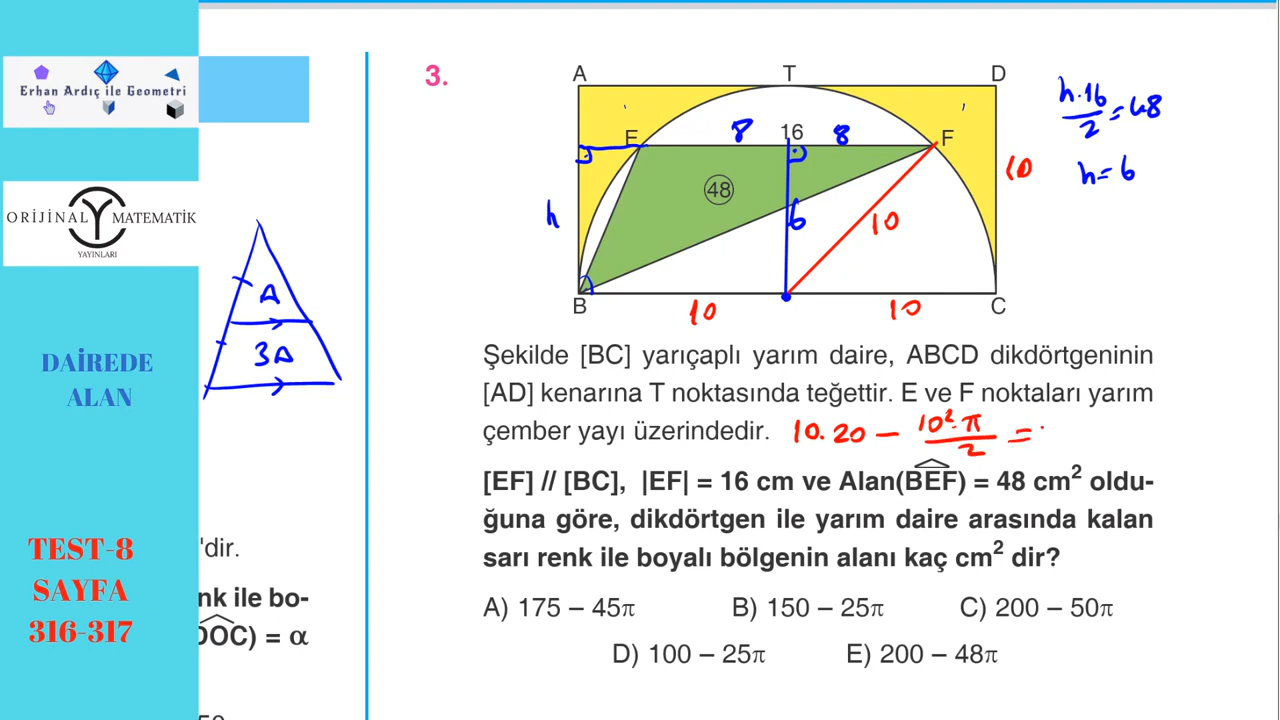 Erhan Ardıç ile Geometri
ORİJİNAL MATEMATİK
YAYINLARI
DAİREDE
ALAN
TEST-8
SAYFA
316-317
A
3A
'dir.
nk ile bo-
DOC) = α
3.
A T D
E 8 16 8 F
48
h
6
10
10
B 10 10 C
h·16/2 = 48
h = 6
Şekilde [BC] yarıçaplı yarım daire, ABCD dikdörtgeninin
[AD] kenarına T noktasında teğettir. E ve F noktaları yarım
çember yayı üzerindedir. 10.20 – 10²·π/2 =
[EF] // [BC], |EF| = 16 cm ve Alan(BEF) = 48 cm² oldu-
ğuna göre, dikdörtgen ile yarım daire arasında kalan
sarı renk ile boyalı bölgenin alanı kaç cm² dir?
A) 175 – 45π B) 150 – 25π C) 200 – 50π
D) 100 – 25π E) 200 – 48π